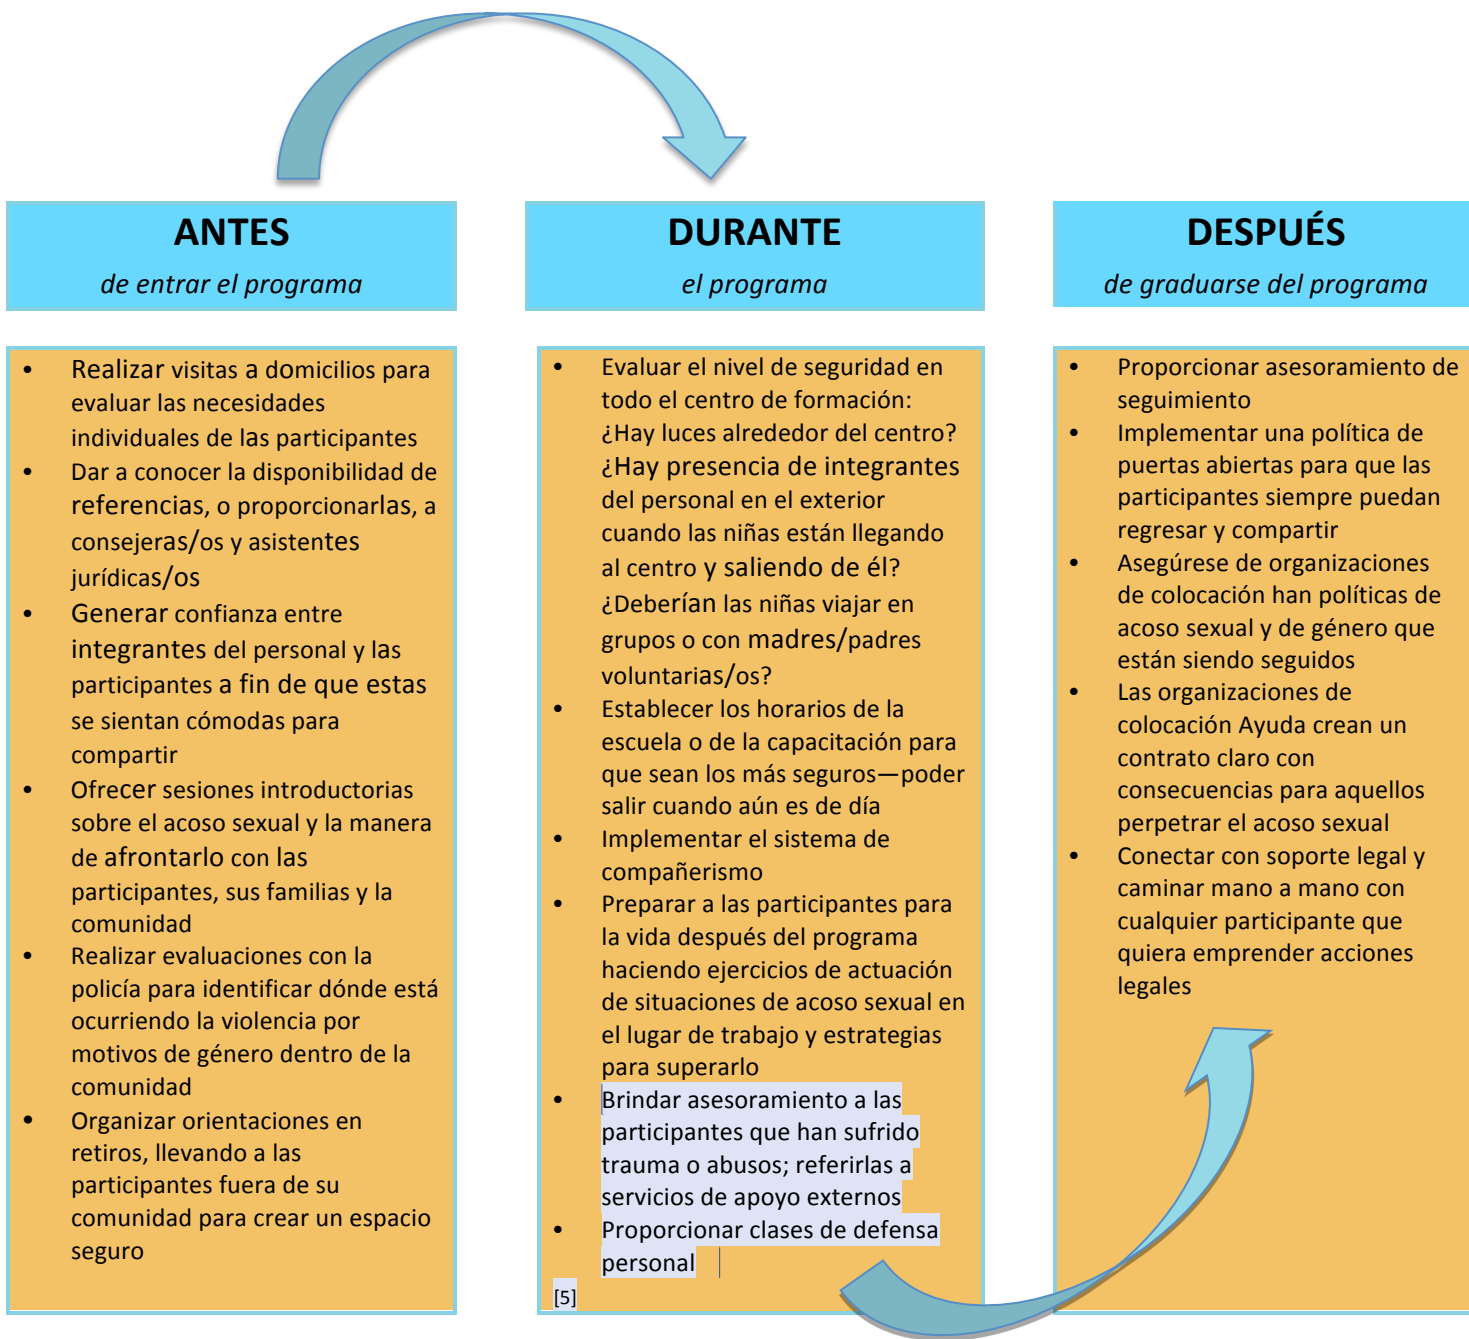 ANTES
de entrar el programa
• Realizar visitas a domicilios para
evaluar las necesidades
individuales de las participantes
• Dar a conocer la disponibilidad de
referencias, o proporcionarlas, a
consejeras/os y asistentes
jurídicas/os
• Generar confianza entre
integrantes del personal y las
participantes a fin de que estas
se sientan cómodas para
compartir
• Ofrecer sesiones introductorias
sobre el acoso sexual y la manera
de afrontarlo con las
participantes, sus familias y la
comunidad
• Realizar evaluaciones con la
policía para identificar dónde está
ocurriendo la violencia por
motivos de género dentro de la
comunidad
• Organizar orientaciones en
retiros, llevando a las
participantes fuera de su
comunidad para crear un espacio
seguro
DURANTE
el programa
• Evaluar el nivel de seguridad en
todo el centro de formación:
¿Hay luces alrededor del centro?
¿Hay presencia de integrantes
del personal en el exterior
cuando las niñas están llegando
al centro y saliendo de él?
¿Deberían las niñas viajar en
grupos o con madres/padres
voluntarias/os?
• Establecer los horarios de la
escuela o de la capacitación para
que sean los más seguros—poder
salir cuando aún es de día
• Implementar el sistema de
compañerismo
• Preparar a las participantes para
la vida después del programa
haciendo ejercicios de actuación
de situaciones de acoso sexual en
el lugar de trabajo y estrategias
para superarlo
• Brindar asesoramiento a las
participantes que han sufrido
trauma o abusos; referirlas a
servicios de apoyo externos
• Proporcionar clases de defensa
personal
[5]
DESPUÉS
de graduarse del programa
• Proporcionar asesoramiento de
seguimiento
• Implementar una política de
puertas abiertas para que las
participantes siempre puedan
regresar y compartir
• Asegúrese de organizaciones
de colocación han políticas de
acoso sexual y de género que
están siendo seguidos
• Las organizaciones de
colocación Ayuda crean un
contrato claro con
consecuencias para aquellos
perpetrar el acoso sexual
• Conectar con soporte legal y
caminar mano a mano con
cualquier participante que
quiera emprender acciones
legales